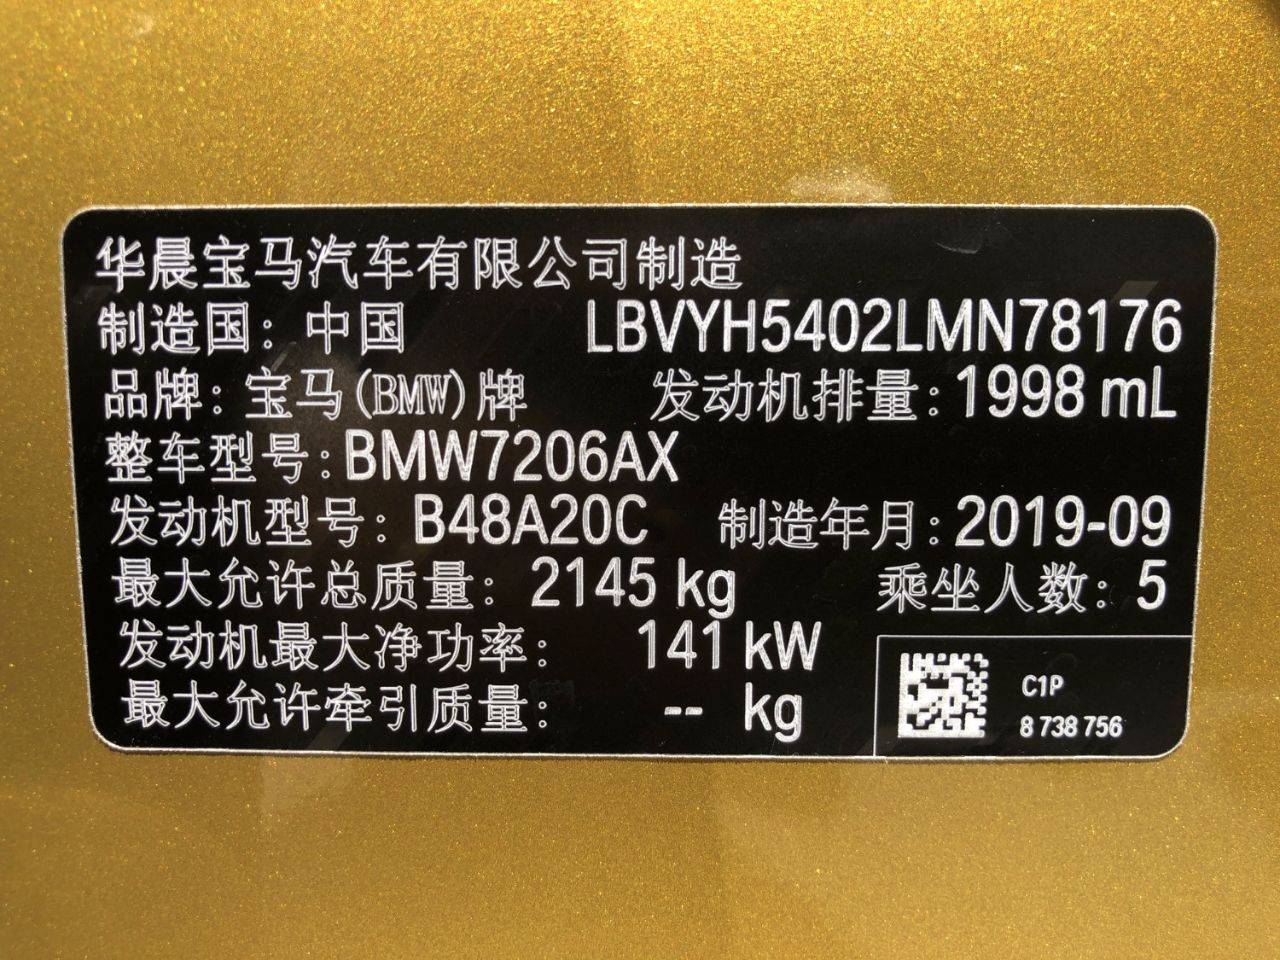 华晨宝马汽车有限公司制造
制造国：中国 LBVYH5402LMN78176
品牌：宝马(BMW)牌 发动机排量：1998 mL
整车型号：BMW7206AX
发动机型号：B48A20C 制造年月：2019-09
最大允许总质量：2145 kg 乘坐人数：5
发动机最大净功率：141 kW
最大允许牵引质量：-- kg
C1P
8 738 756